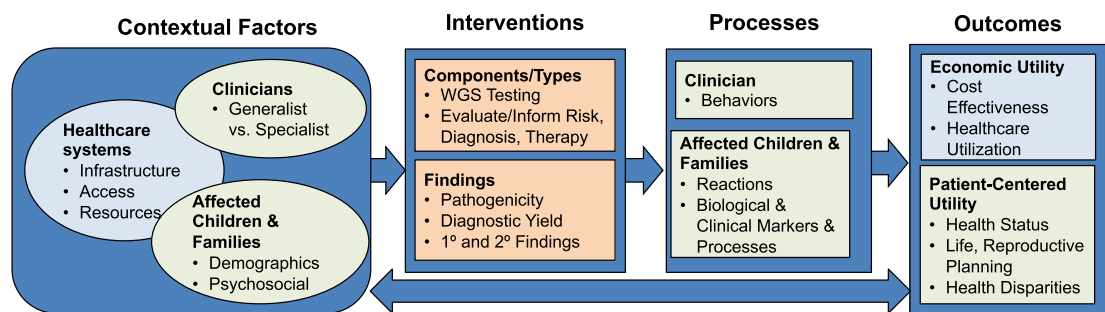 Contextual Factors
Clinicians
• Generalist
vs. Specialist
Healthcare
systems
• Infrastructure
• Access
• Resources
Affected
Children &
Families
• Demographics
• Psychosocial
Interventions
Components/Types
• WGS Testing
• Evaluate/Inform Risk,
Diagnosis, Therapy
Findings
• Pathogenicity
• Diagnostic Yield
• 1º and 2º Findings
Processes
Clinician
• Behaviors
Affected Children &
Families
• Reactions
• Biological &
Clinical Markers &
Processes
Outcomes
Economic Utility
• Cost
Effectiveness
• Healthcare
Utilization
Patient-Centered
Utility
• Health Status
• Life, Reproductive
Planning
• Health Disparities